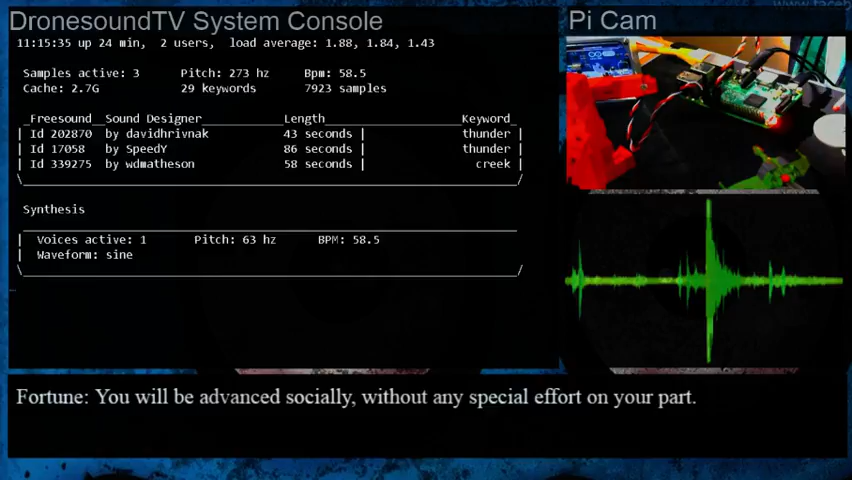 DronesoundTV System Console
11:15:35 up 24 min, 2 users, load average: 1.88, 1.84, 1.43
Samples active: 3 Pitch: 273 hz Bpm: 58.5
Cache: 2.7G 29 keywords 7923 samples
_Freesound__Sound Designer___________Length__________________Keyword__
| Id 202870 by davidhrivnak 43 seconds | thunder |
| Id 17058 by SpeedY 86 seconds | thunder |
| Id 339275 by wdmatheson 58 seconds | creek |
Synthesis
| Voices active: 1 Pitch: 63 hz BPM: 58.5
| Waveform: sine
Pi Cam
Fortune: You will be advanced socially, without any special effort on your part.